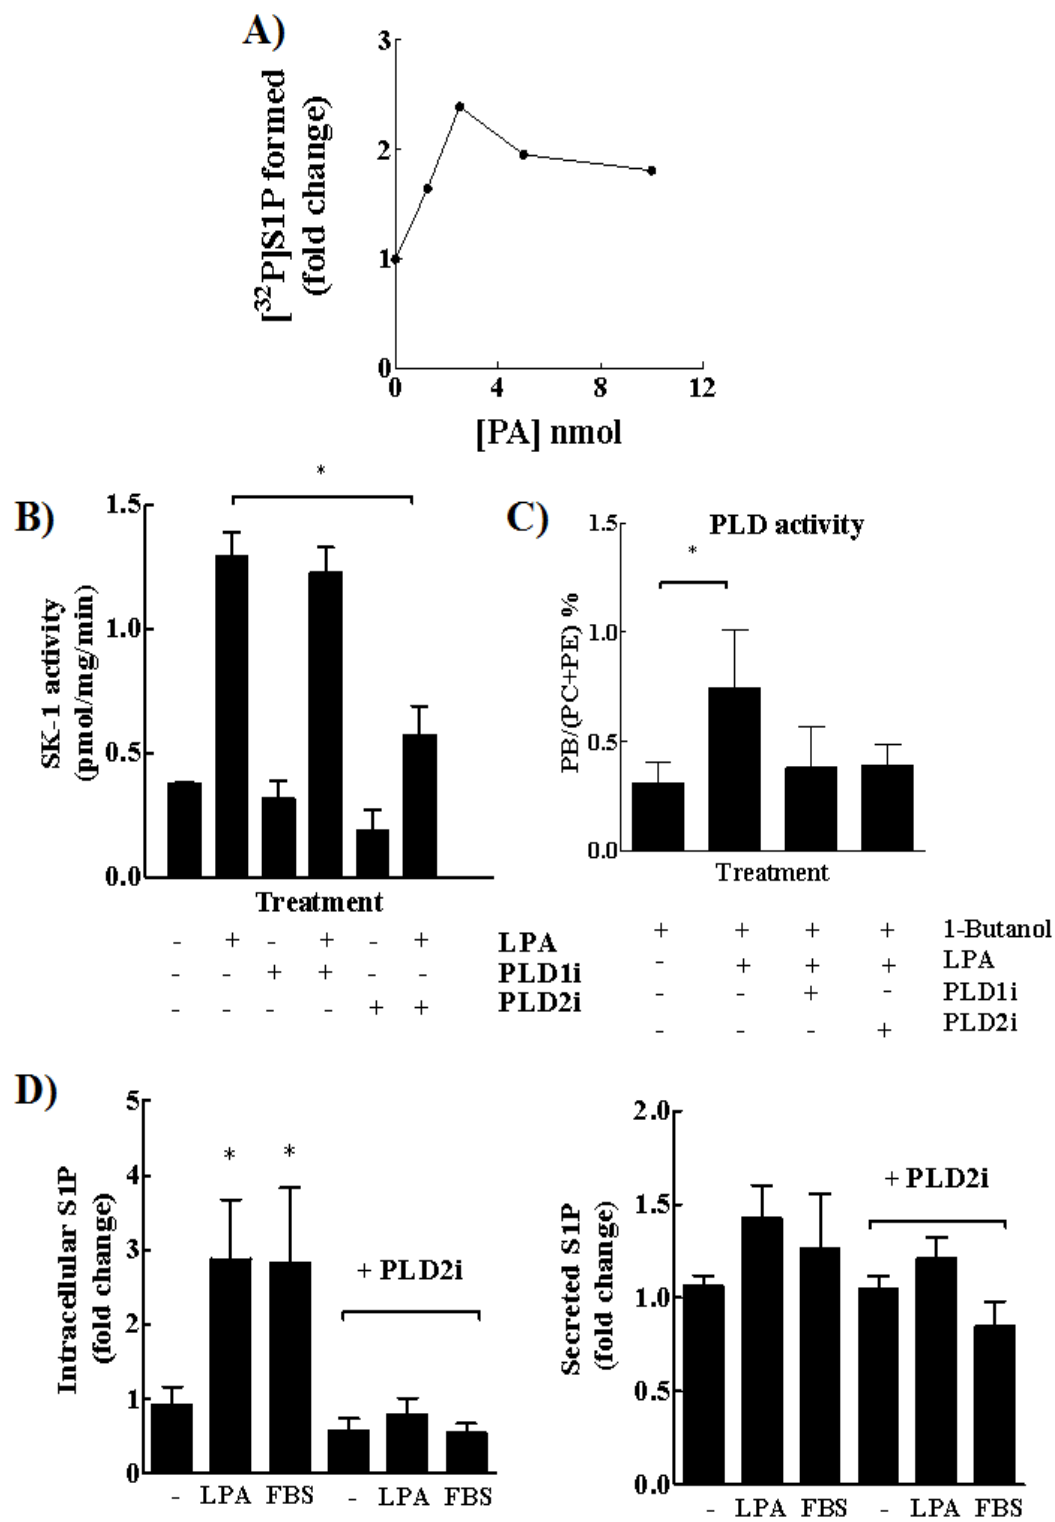 A)
[³²P]S1P formed
(fold change)
3
2
1
0
0 4 8 12
[PA] nmol
B)
SK-1 activity
(pmol/mg/min)
*
1.5
1.0
0.5
0.0
Treatment
- + - + - + LPA
- - + + - - PLD1i
- - - - + + PLD2i
C)
PLD activity
PB/(PC+PE) %
*
1.5
1.0
0.5
0.0
Treatment
+ + + + 1-Butanol
- + + + LPA
- - + - PLD1i
- - - + PLD2i
D)
Intracellular S1P
(fold change)
5
4
3
2
1
0
* *
+ PLD2i
- LPA FBS - LPA FBS
Secreted S1P
(fold change)
2.0
1.5
1.0
0.5
0.0
+ PLD2i
- LPA FBS - LPA FBS